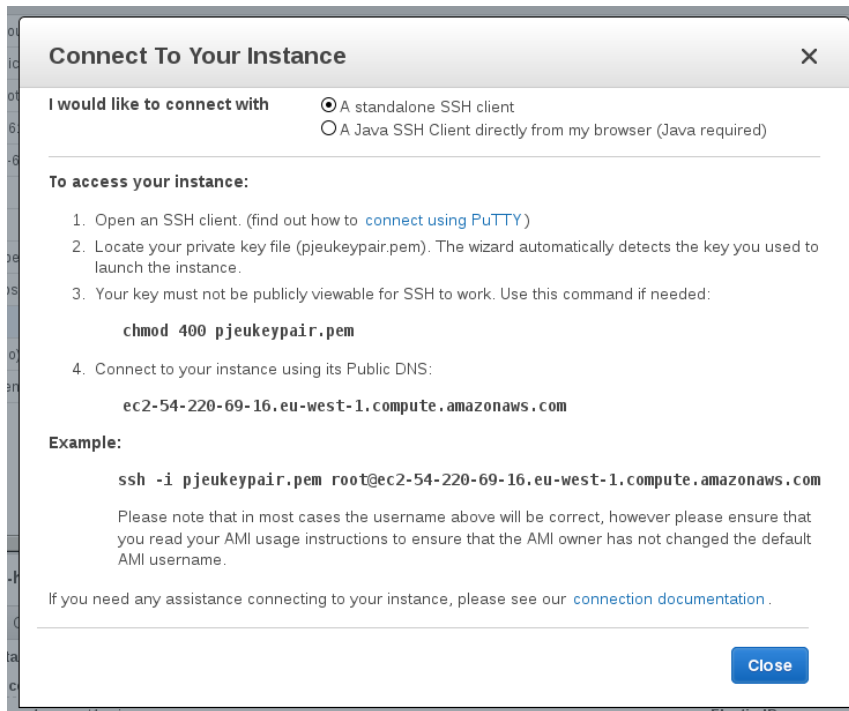 Connect To Your Instance
I would like to connect with
A standalone SSH client
A Java SSH Client directly from my browser (Java required)
To access your instance:
1. Open an SSH client. (find out how to connect using PuTTY)
2. Locate your private key file (pjeukeypair.pem). The wizard automatically detects the key you used to
launch the instance.
3. Your key must not be publicly viewable for SSH to work. Use this command if needed:
chmod 400 pjeukeypair.pem
4. Connect to your instance using its Public DNS:
ec2-54-220-69-16.eu-west-1.compute.amazonaws.com
Example:
ssh -i pjeukeypair.pem root@ec2-54-220-69-16.eu-west-1.compute.amazonaws.com
Please note that in most cases the username above will be correct, however please ensure that
you read your AMI usage instructions to ensure that the AMI owner has not changed the default
AMI username.
If you need any assistance connecting to your instance, please see our connection documentation.
Close